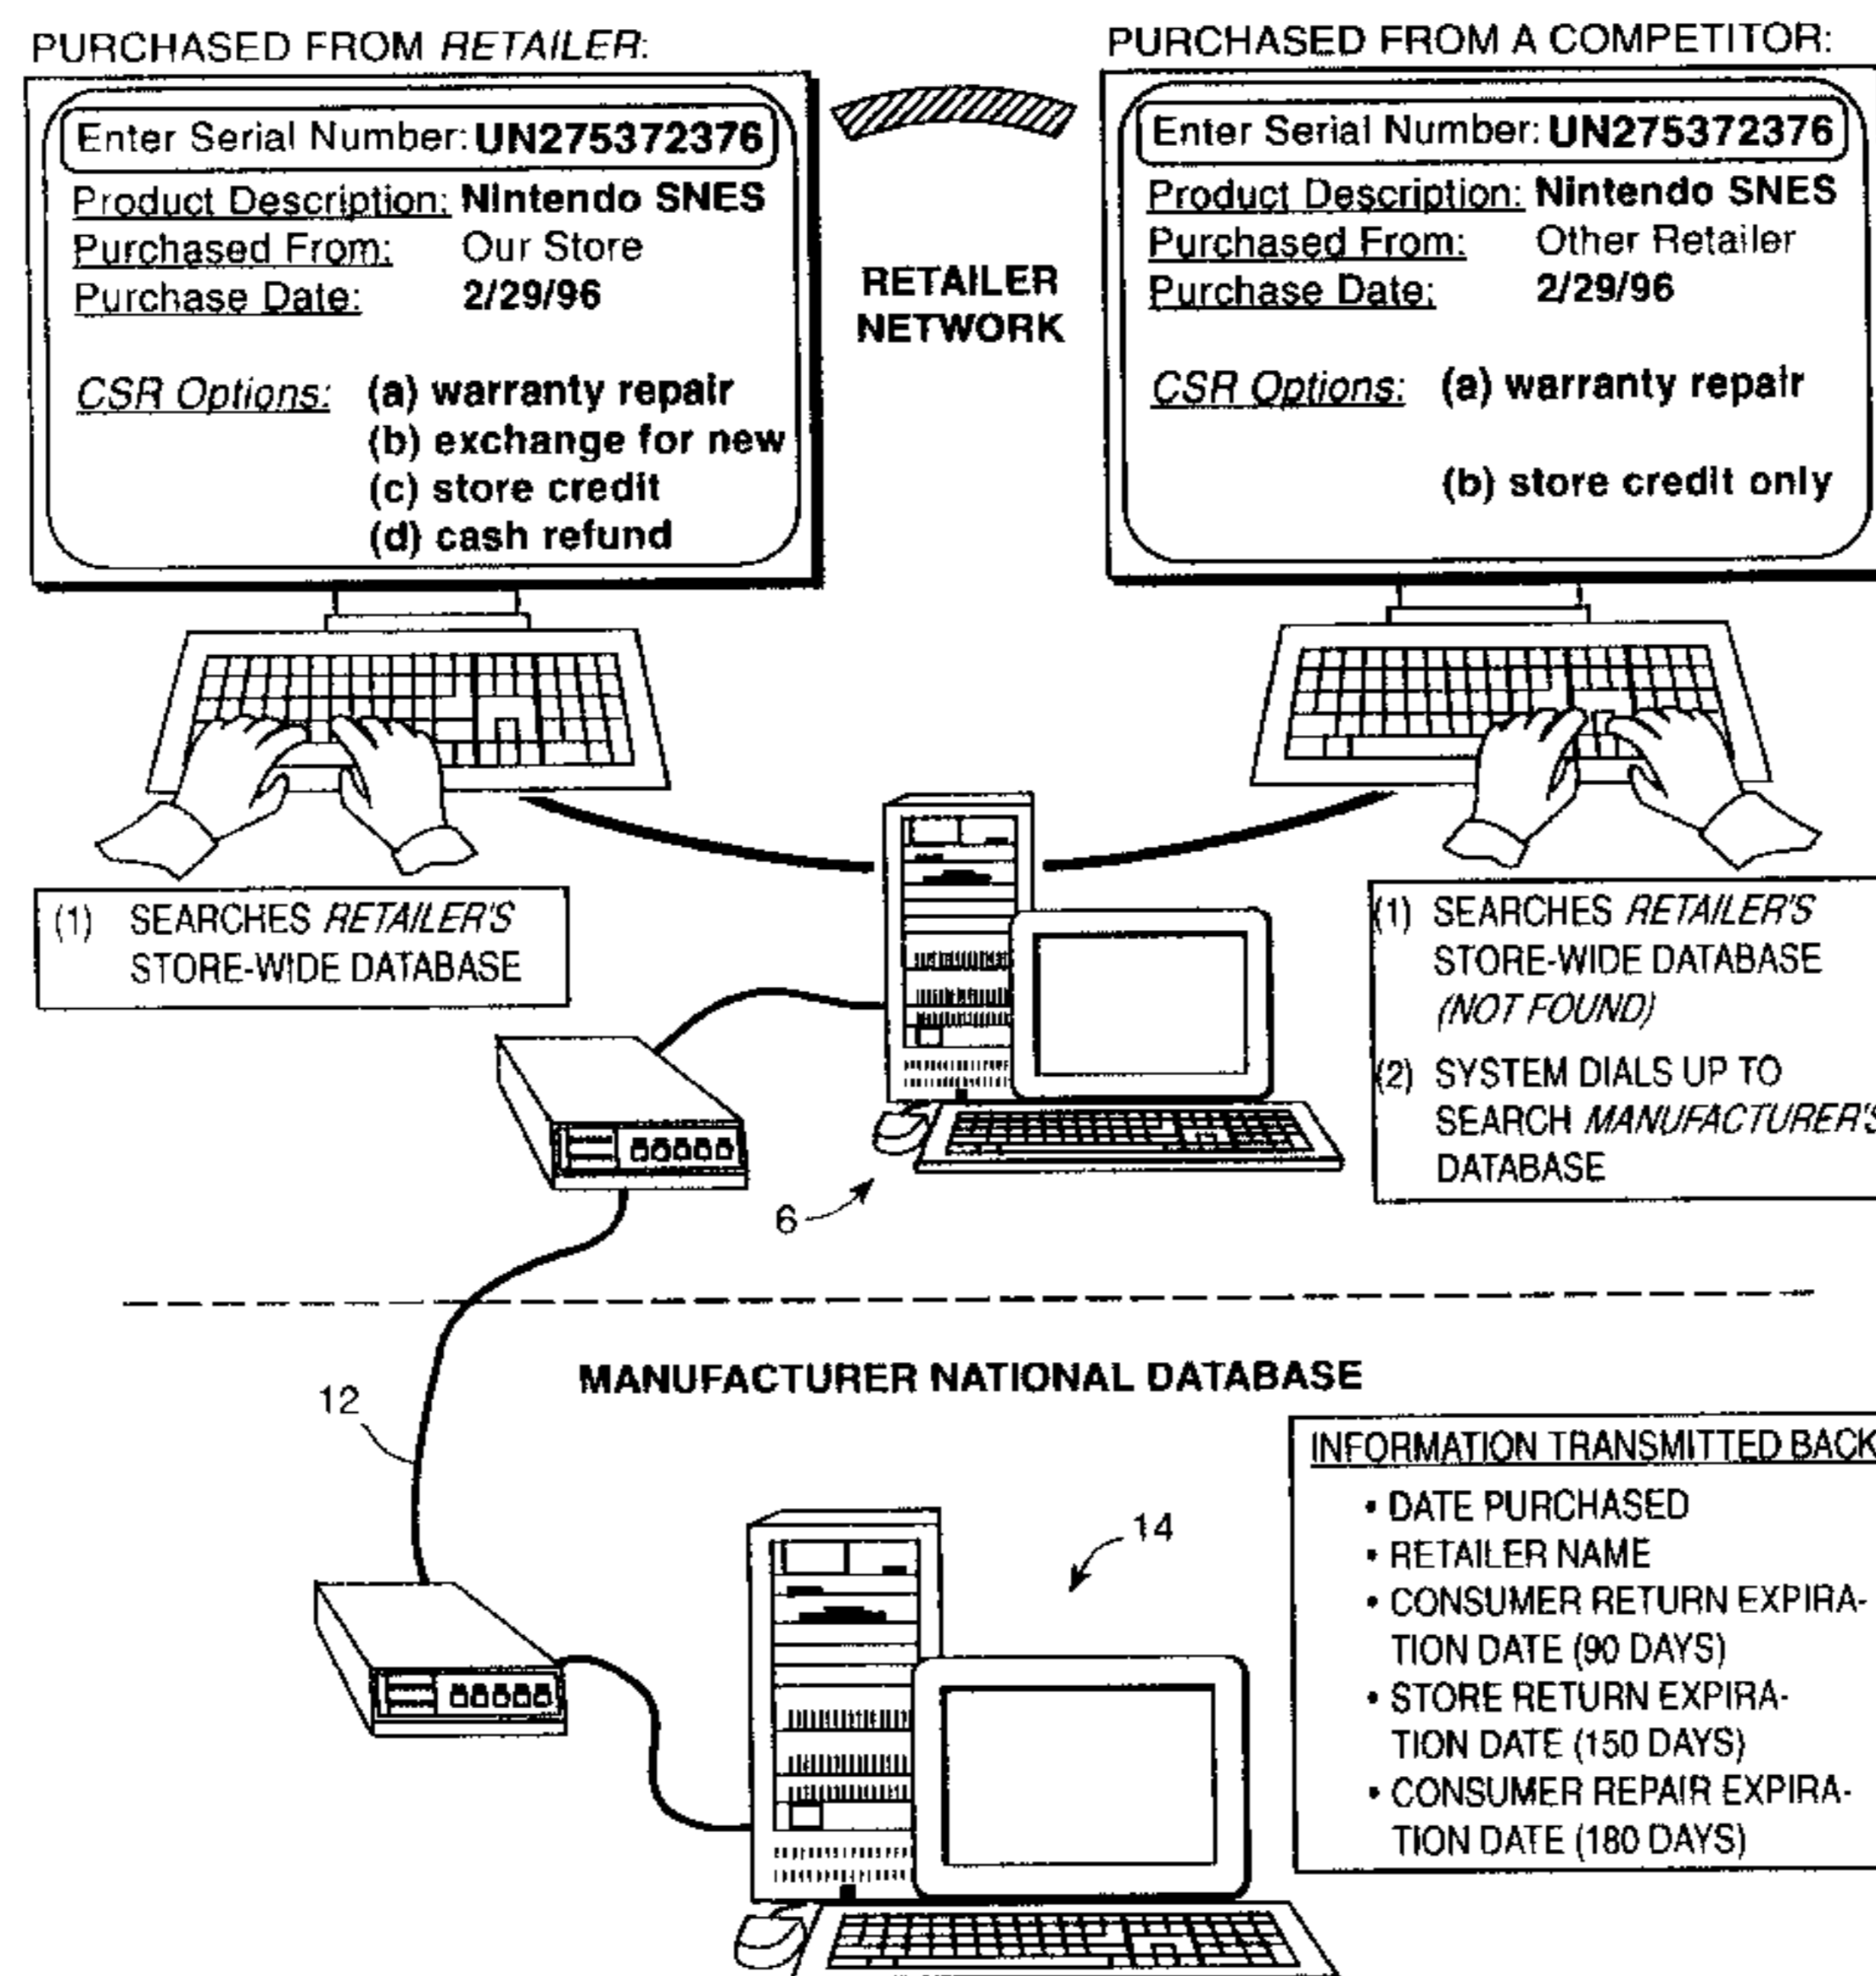 PURCHASED FROM RETAILER:
Enter Serial Number: UN275372376
Product Description: Nintendo SNES
Purchased From: Our Store
Purchase Date: 2/29/96
CSR Options: (a) warranty repair
(b) exchange for new
(c) store credit
(d) cash refund
RETAILER
NETWORK
PURCHASED FROM A COMPETITOR:
Enter Serial Number: UN275372376
Product Description: Nintendo SNES
Purchased From: Other Retailer
Purchase Date: 2/29/96
CSR Options: (a) warranty repair
(b) store credit only
(1) SEARCHES RETAILER'S
STORE-WIDE DATABASE
(1) SEARCHES RETAILER'S
STORE-WIDE DATABASE
(NOT FOUND)
(2) SYSTEM DIALS UP TO
SEARCH MANUFACTURER'S
DATABASE
6
MANUFACTURER NATIONAL DATABASE
12
14
INFORMATION TRANSMITTED BACK
• DATE PURCHASED
• RETAILER NAME
• CONSUMER RETURN EXPIRA-
TION DATE (90 DAYS)
• STORE RETURN EXPIRA-
TION DATE (150 DAYS)
• CONSUMER REPAIR EXPIRA-
TION DATE (180 DAYS)